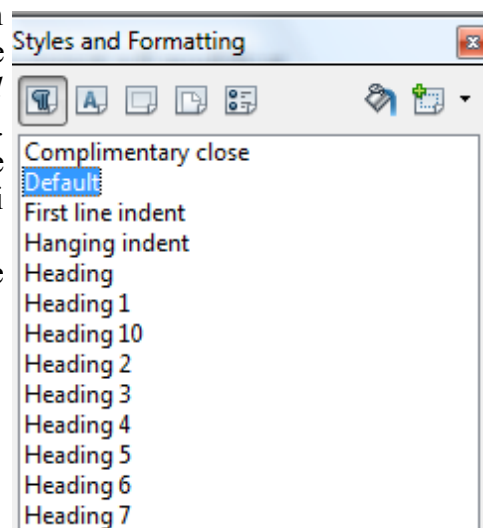 Styles and Formatting
Complimentary close
Default
First line indent
Hanging indent
Heading
Heading 1
Heading 10
Heading 2
Heading 3
Heading 4
Heading 5
Heading 6
Heading 7